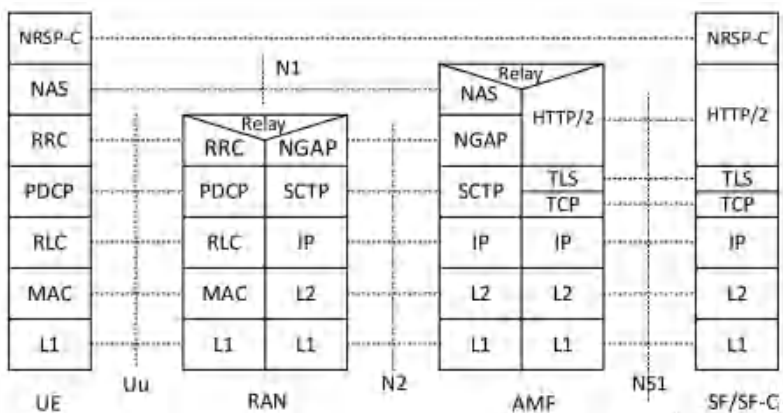 NRSP-C NRSP-C
N1
NAS Relay
NAS HTTP/2 HTTP/2
RRC Relay
RRC NGAP NGAP
PDCP PDCP SCTP SCTP TLS TLS
TCP TCP
RLC RLC IP IP IP IP
MAC MAC L2 L2 L2 L2
L1 L1 L1 L1 L1 L1
Uu N2 N51
UE RAN AMF SF/SF-C